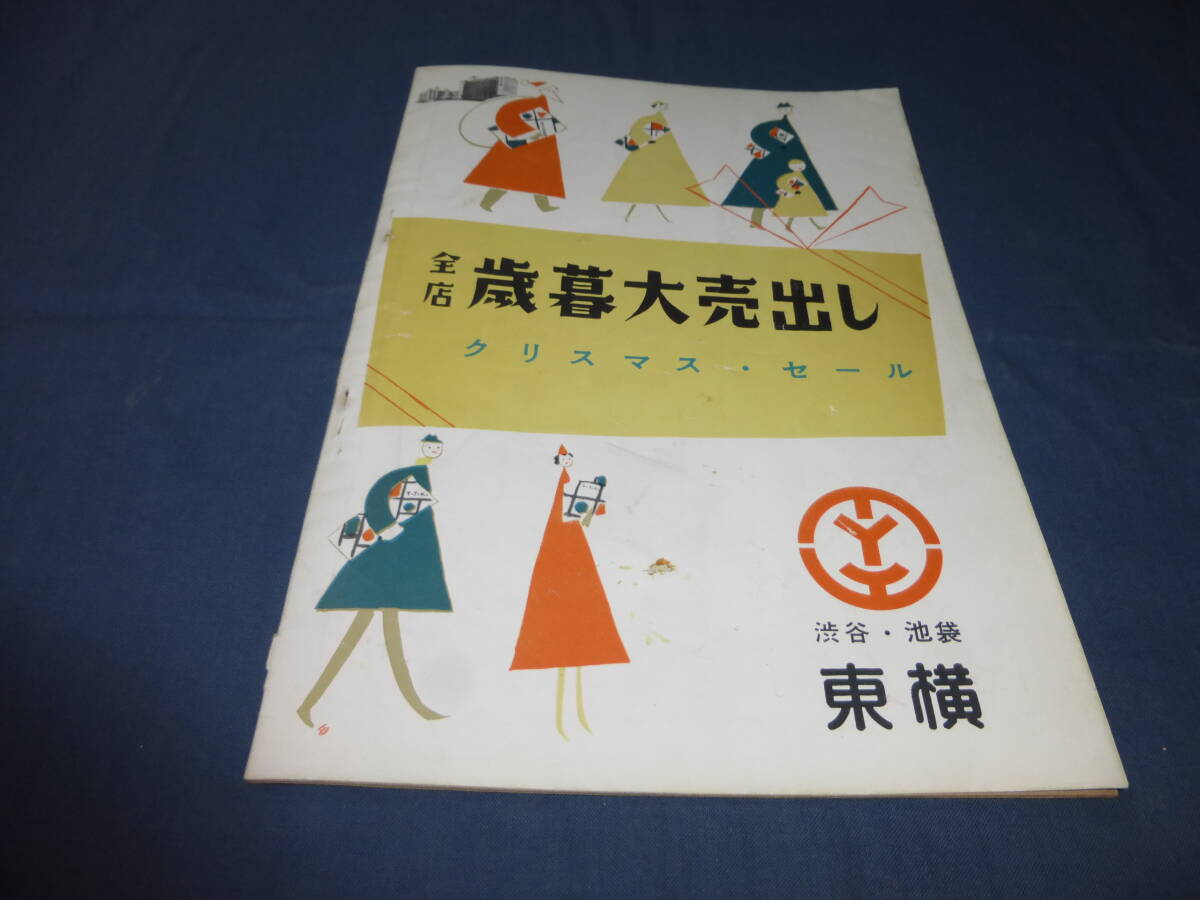 全店 歳暮大売出し
クリスマス・セール
渋谷・池袋
東横